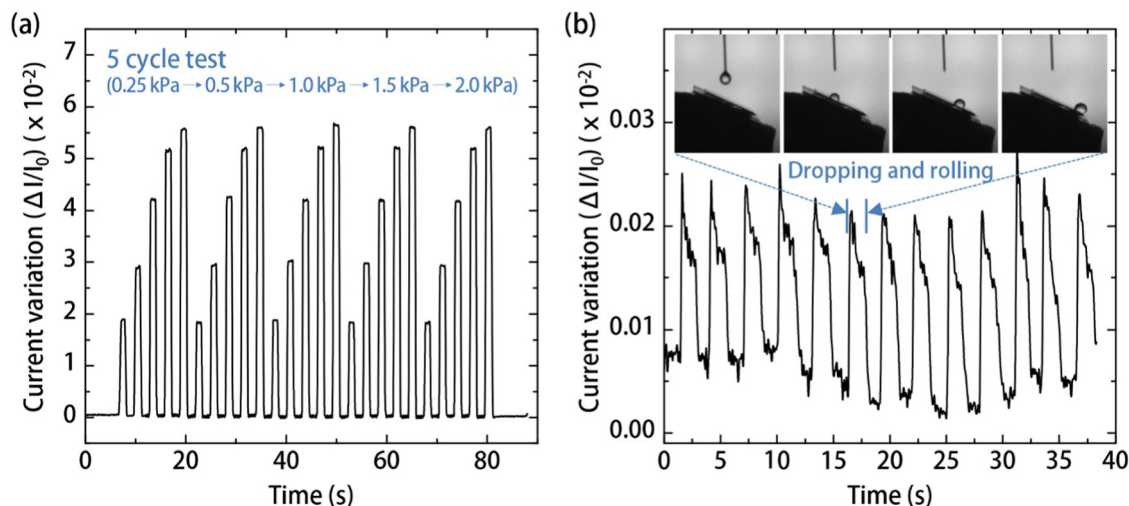 (a)
5 cycle test
(0.25 kPa → 0.5 kPa → 1.0 kPa → 1.5 kPa → 2.0 kPa)
Current variation (ΔI/I₀) ( x 10⁻²)
7
6
5
4
3
2
1
0
0 20 40 60 80
Time (s)
(b)
Dropping and rolling
Current variation (ΔI/I₀) ( x 10⁻²)
0.03
0.02
0.01
0.00
0 5 10 15 20 25 30 35 40
Time (s)